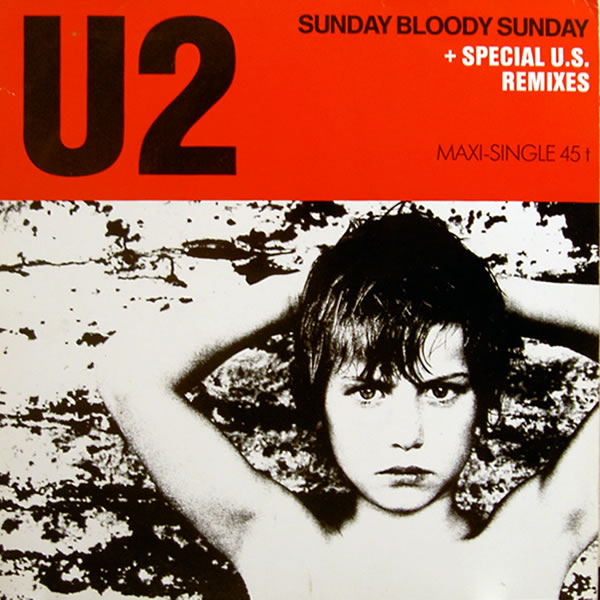 U2
SUNDAY BLOODY SUNDAY
+ SPECIAL U.S.
REMIXES
MAXI-SINGLE 45 t